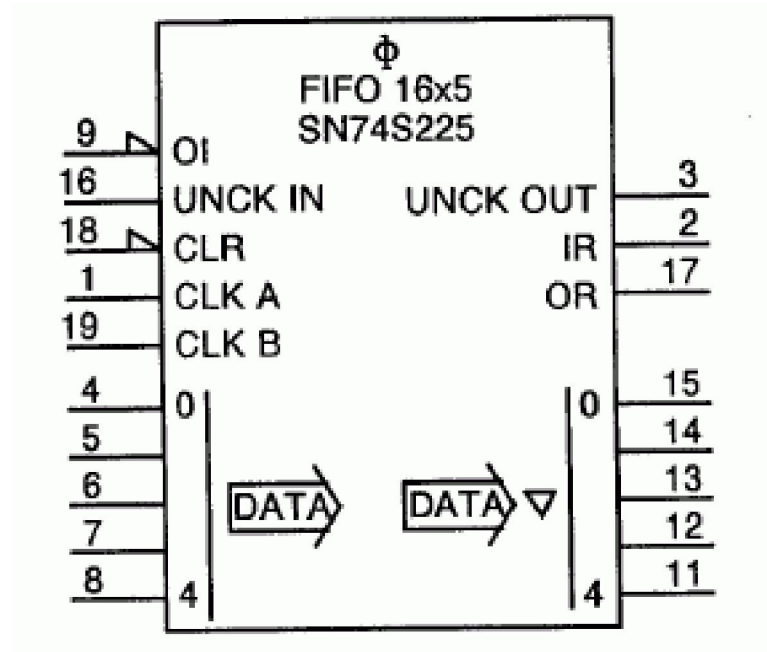 Φ
FIFO 16x5
SN74S225
9 OI
16 UNCK IN UNCK OUT 3
18 CLR IR 2
1 CLK A OR 17
19 CLK B
4 0 0 15
5 14
6 DATA DATA 13
7 12
8 4 4 11